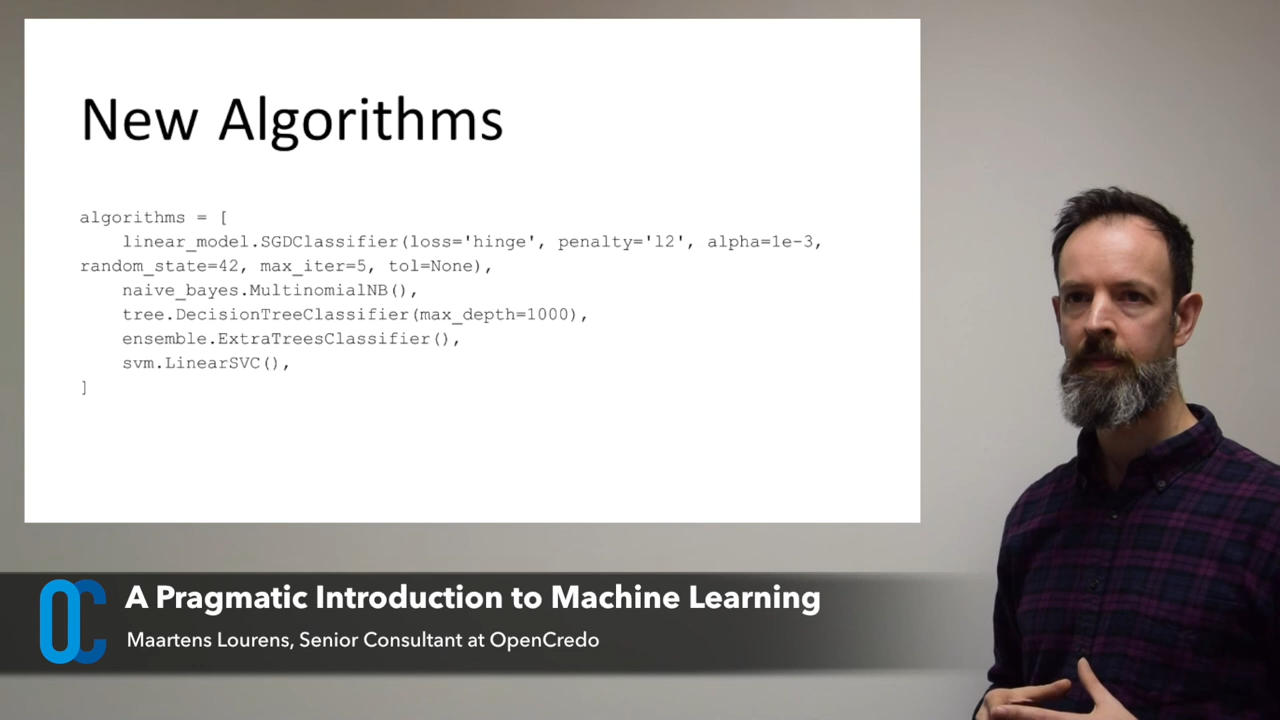 New Algorithms
algorithms = [
linear_model.SGDClassifier(loss='hinge', penalty='l2', alpha=1e-3,
random_state=42, max_iter=5, tol=None),
naive_bayes.MultinomialNB(),
tree.DecisionTreeClassifier(max_depth=1000),
ensemble.ExtraTreesClassifier(),
svm.LinearSVC(),
]
OC
A Pragmatic Introduction to Machine Learning
Maartens Lourens, Senior Consultant at OpenCredo